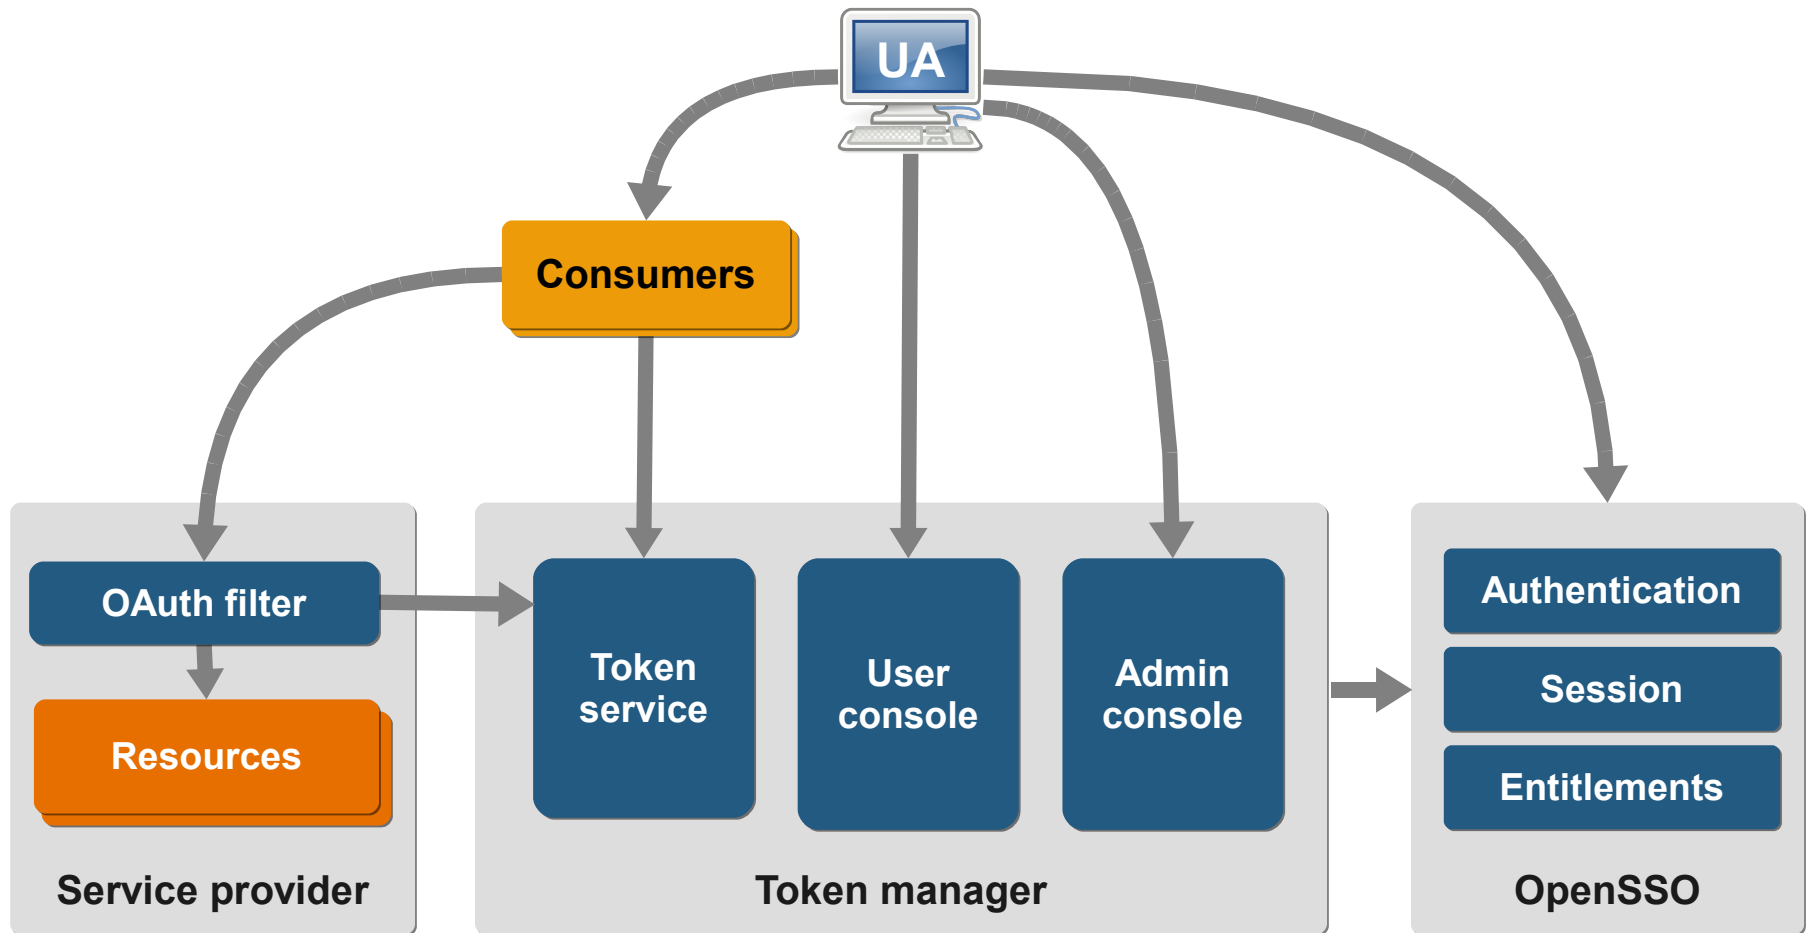 UA
Consumers
OAuth filter
Resources
Service provider
Token
service
User
console
Admin
console
Token manager
Authentication
Session
Entitlements
OpenSSO